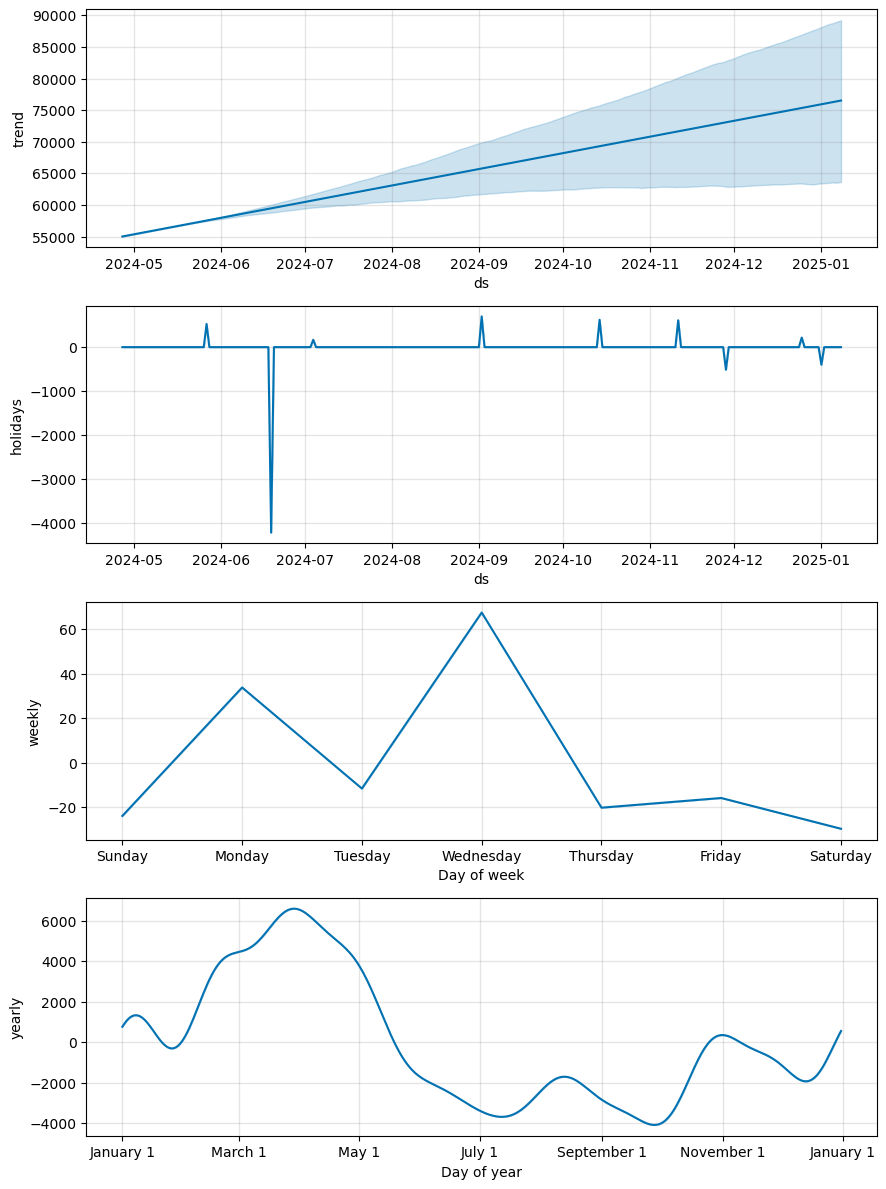 90000
85000
80000
75000
70000
65000
60000
55000
trend
2024-05 2024-06 2024-07 2024-08 2024-09 2024-10 2024-11 2024-12 2025-01
ds
0
−1000
−2000
−3000
−4000
holidays
2024-05 2024-06 2024-07 2024-08 2024-09 2024-10 2024-11 2024-12 2025-01
ds
60
40
20
0
−20
weekly
Sunday Monday Tuesday Wednesday Thursday Friday Saturday
Day of week
6000
4000
2000
0
−2000
−4000
yearly
January 1 March 1 May 1 July 1 September 1 November 1 January 1
Day of year